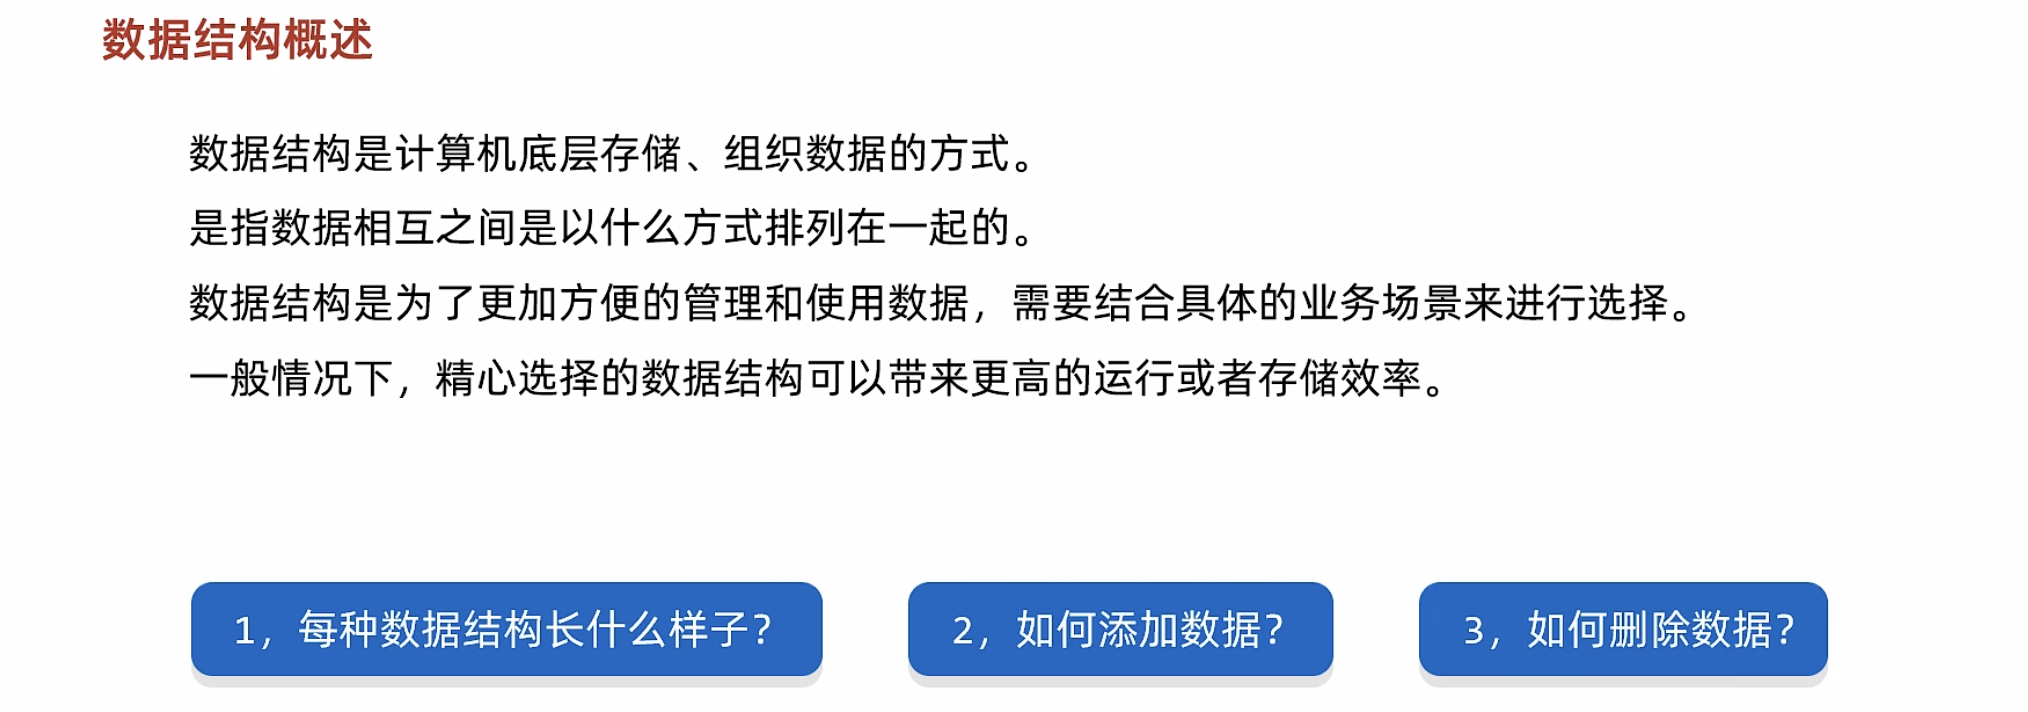 数据结构概述
数据结构是计算机底层存储、组织数据的方式。
是指数据相互之间是以什么方式排列在一起的。
数据结构是为了更加方便的管理和使用数据，需要结合具体的业务场景来进行选择。
一般情况下，精心选择的数据结构可以带来更高的运行或者存储效率。
1，每种数据结构长什么样子？
2，如何添加数据？
3，如何删除数据？